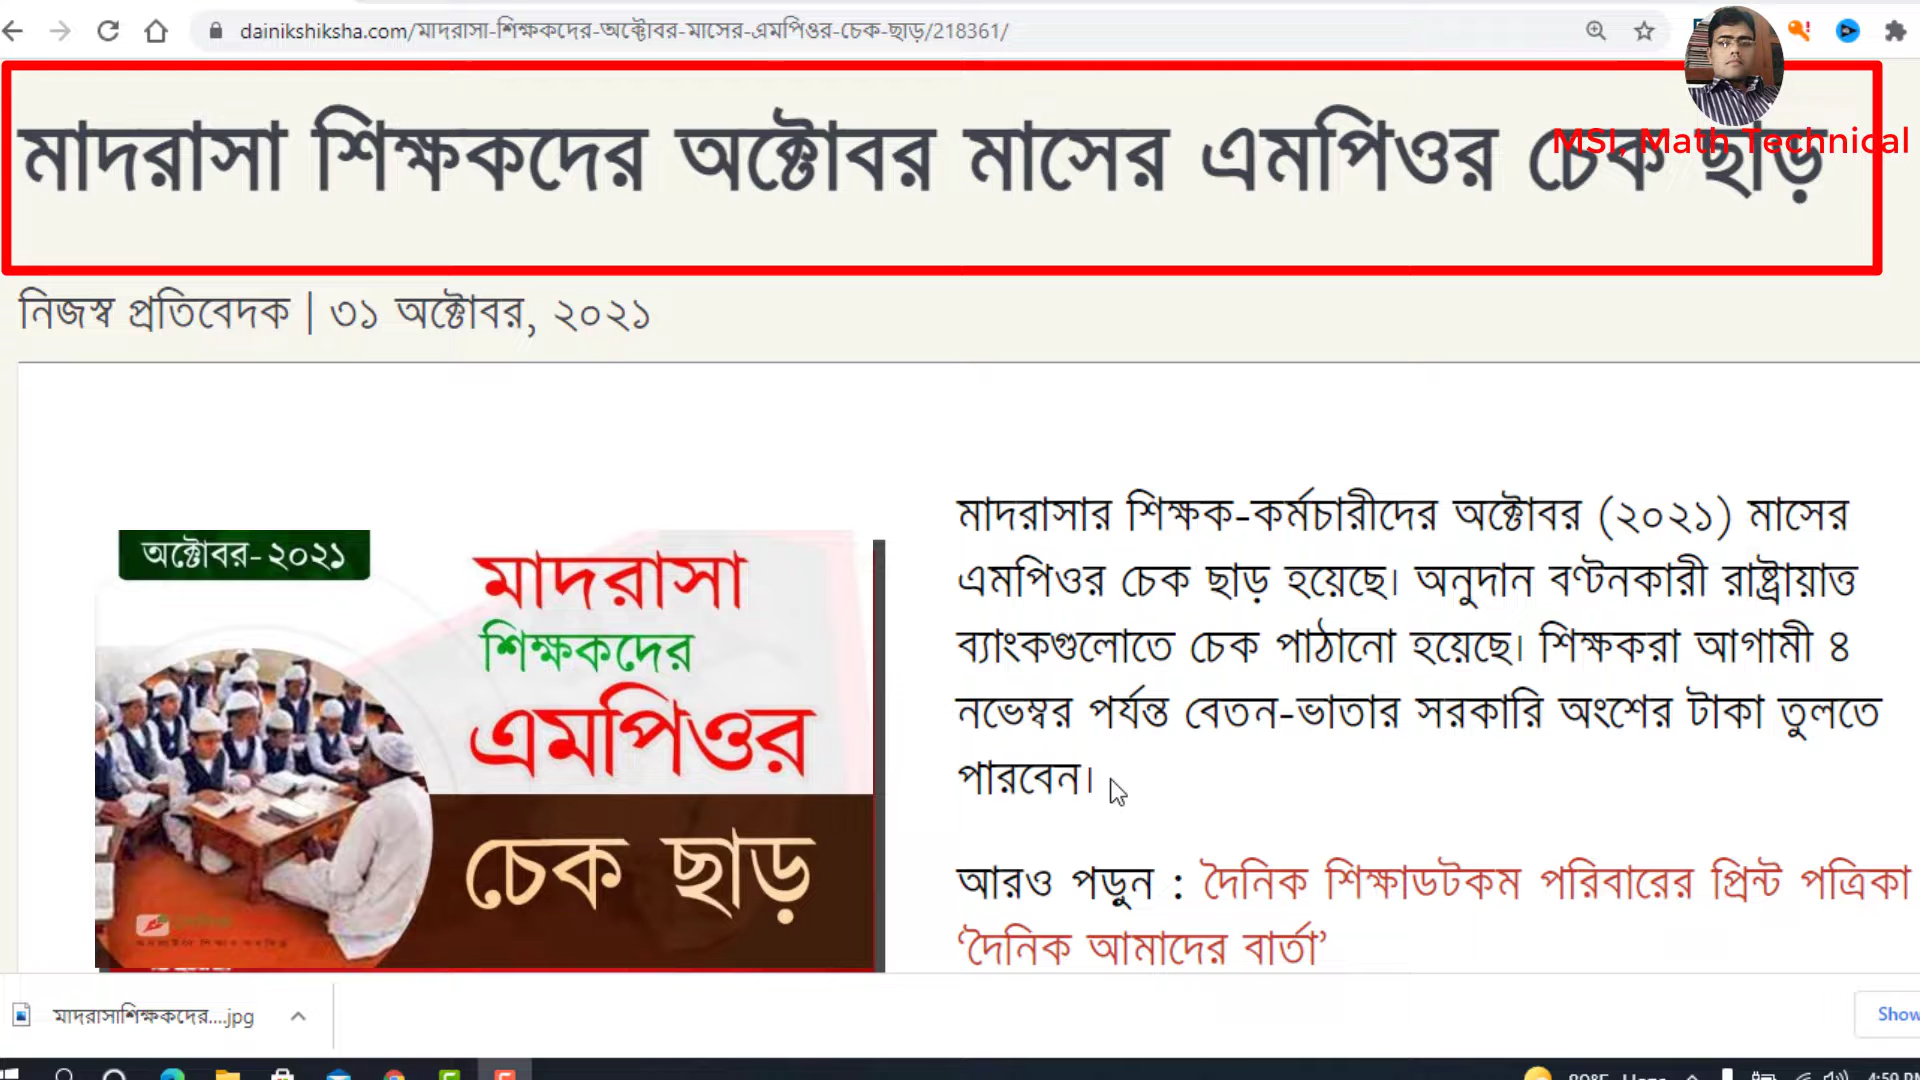 dainikshiksha.com/মাদরাসা-শিক্ষকদের-অক্টোবর-মাসের-এমপিওর-চেক-ছাড়/218361/
মাদরাসা শিক্ষকদের অক্টোবর মাসের এমপিওর চেক ছাড়
MSI, Math Technical
নিজস্ব প্রতিবেদক | ৩১ অক্টোবর, ২০২১
অক্টোবর-২০২১
মাদরাসা
শিক্ষকদের
এমপিওর
চেক ছাড়
মাদরাসার শিক্ষক-কর্মচারীদের অক্টোবর (২০২১) মাসের
এমপিওর চেক ছাড় হয়েছে। অনুদান বণ্টনকারী রাষ্ট্রায়াত্ত
ব্যাংকগুলোতে চেক পাঠানো হয়েছে। শিক্ষকরা আগামী ৪
নভেম্বর পর্যন্ত বেতন-ভাতার সরকারি অংশের টাকা তুলতে
পারবেন।
আরও পড়ুন : দৈনিক শিক্ষাডটকম পরিবারের প্রিন্ট পত্রিকা
‘দৈনিক আমাদের বার্তা’
মাদরাসাশিক্ষকদের....jpg
Show